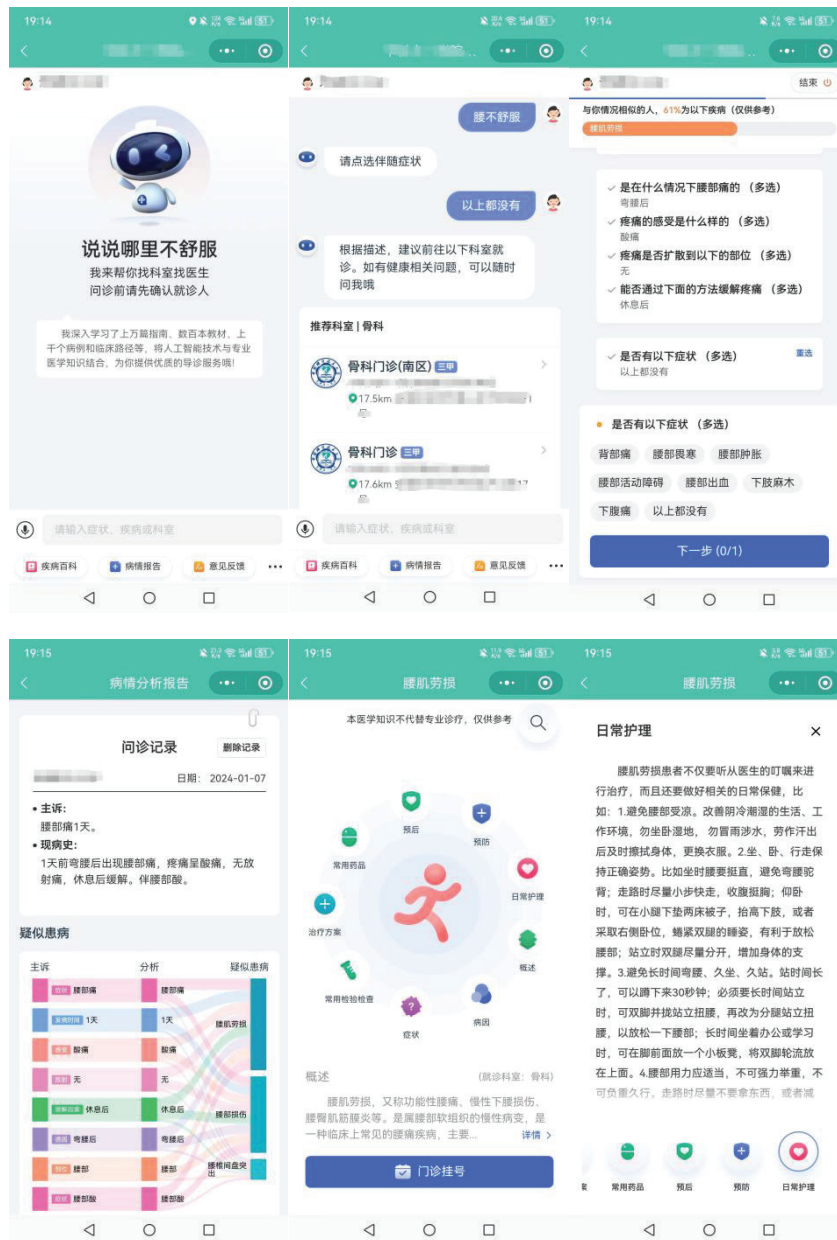 19:14
说说哪里不舒服
我来帮你找科室找医生
问诊前请先确认就诊人
我深入学习了上万篇指南、数百本教材、上
千个病例和临床路径等，将人工智能技术与专业
医学知识结合，为你提供优质的导诊服务哦!
请输入症状、疾病或科室
疾病百科
病情报告
意见反馈
19:14
腰不舒服
请点选伴随症状
以上都没有
根据描述，建议前往以下科室就
诊。如有健康相关问题，可以随时
问我哦
推荐科室 | 骨科
骨科门诊(南区) 三甲
17.5km
骨科门诊 三甲
17.6km
17
请输入症状、疾病或科室
疾病百科
病情报告
意见反馈
19:14
结束
与你情况相似的人，61%为以下疾病（仅供参考）
腰肌劳损
是在什么情况下腰部痛的 （多选）
弯腰后
疼痛的感受是什么样的 （多选）
酸痛
疼痛是否扩散到以下的部位 （多选）
无
能否通过下面的方法缓解疼痛 （多选）
休息后
是否有以下症状 （多选）
重选
以上都没有
是否有以下症状 （多选）
背部痛 腰部畏寒 腰部肿胀
腰部活动障碍 腰部出血 下肢麻木
下腹痛 以上都没有
下一步 (0/1)
19:15
病情分析报告
问诊记录
删除记录
日期: 2024-01-07
• 主诉:
腰部痛1天。
• 现病史:
1天前弯腰后出现腰部痛，疼痛呈酸痛，无放
射痛，休息后缓解。伴腰部酸。
疑似患病
主诉 分析 疑似患病
症状 腰部痛 腰部痛
1天 1天
腰肌劳损
酸痛 酸痛
无 无
休息后 休息后
腰部损伤
弯腰后 弯腰后
腰部 腰部
腰椎间盘突
出
症状 腰部酸 腰部酸
19:15
腰肌劳损
本医学知识不代替专业诊疗，仅供参考
预后
预防
常用药品
日常护理
治疗方案
概述
常用检验检查
病因
症状
概述
(就诊科室：骨科)
腰肌劳损，又称功能性腰痛、慢性下腰损伤、
腰臀肌筋膜炎等。是属腰部软组织的慢性病变，是
一种临床上常见的腰痛疾病，主要...
详情 >
门诊挂号
19:15
腰肌劳损
日常护理
腰肌劳损患者不仅要听从医生的叮嘱来进
行治疗，而且还要做好相关的日常保健，比
如：1.避免腰部受凉。改善阴冷潮湿的生活、工
作环境，勿坐卧湿地， 勿冒雨涉水，劳作汗出
后及时擦拭身体，更换衣服。2.坐、卧、行走保
持正确姿势。比如坐时腰要挺直，避免弯腰驼
背；走路时尽量小步快走，收腹挺胸；仰卧
时，可在小腿下垫两床被子，抬高下肢，或者
采取右侧卧位，蜷紧双腿的睡姿，有利于放松
腰部；站立时双腿尽量分开，增加身体的支
撑。3.避免长时间弯腰、久坐、久站。站时间长
了，可以蹲下来30秒钟；必须要长时间站立
时，可双脚并拢站立扭腰，再改为分腿站立扭
腰，以放松一下腰部；长时间坐着办公或学习
时，可在脚前面放一个小板凳，将双脚轮流放
在上面。4.腰部用力应适当，不可强力举重，不
可负重久行。走路时尽量不要拿东西，或者减
案
常用药品
预后
预防
日常护理